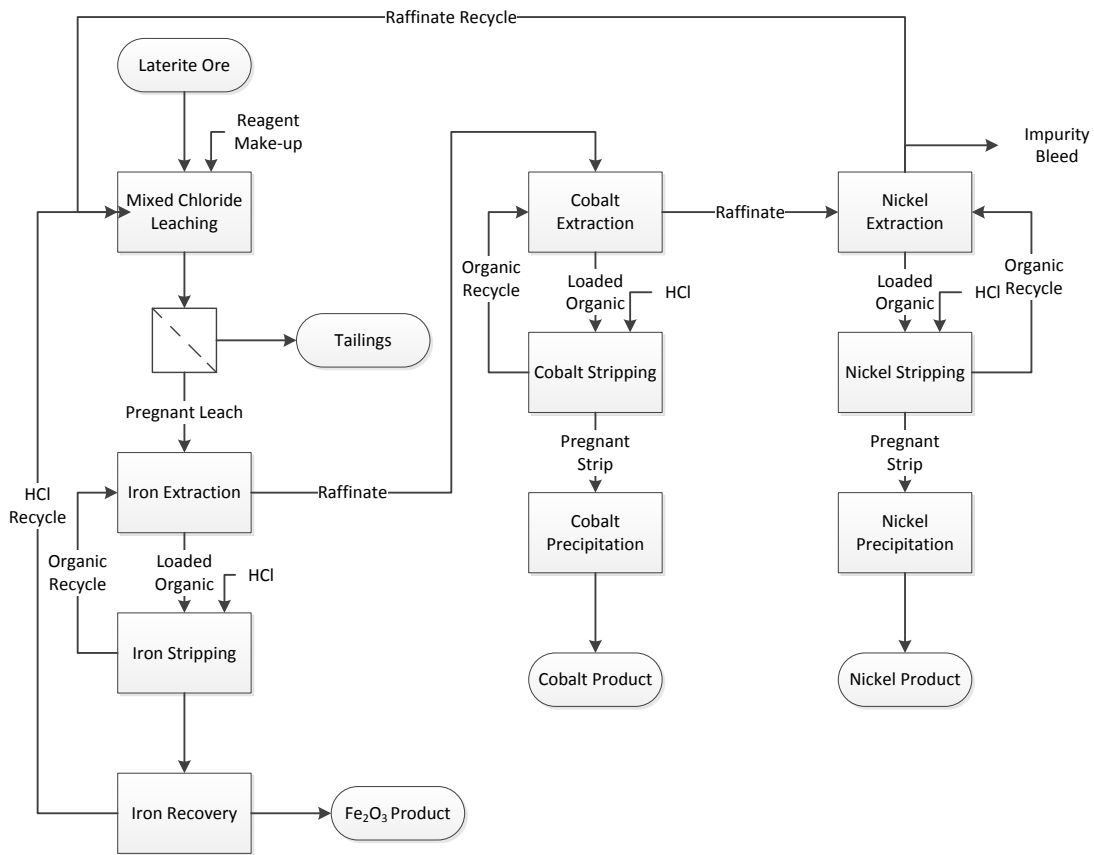 Raffinate Recycle
Laterite Ore
Reagent
Make-up
Impurity
Bleed
Mixed Chloride
Leaching
Cobalt
Extraction
Raffinate
Nickel
Extraction
Organic
Recycle
Loaded
Organic
HCl
Loaded
Organic
HCl
Organic
Recycle
Tailings
Cobalt Stripping
Nickel Stripping
Pregnant Leach
Pregnant
Strip
Pregnant
Strip
HCl
Recycle
Iron Extraction
Raffinate
Cobalt
Precipitation
Nickel
Precipitation
Organic
Recycle
Loaded
Organic
HCl
Iron Stripping
Cobalt Product
Nickel Product
Iron Recovery
Fe₂O₃ Product